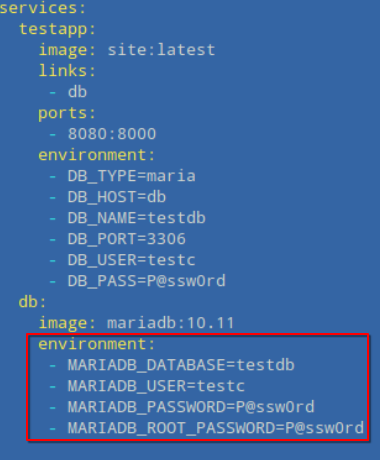 services:
  testapp:
    image: site:latest
    links:
      - db
    ports:
      - 8080:8000
    environment:
      - DB_TYPE=maria
      - DB_HOST=db
      - DB_NAME=testdb
      - DB_PORT=3306
      - DB_USER=testc
      - DB_PASS=P@ssw0rd
  db:
    image: mariadb:10.11
    environment:
      - MARIADB_DATABASE=testdb
      - MARIADB_USER=testc
      - MARIADB_PASSWORD=P@ssw0rd
      - MARIADB_ROOT_PASSWORD=P@ssw0rd